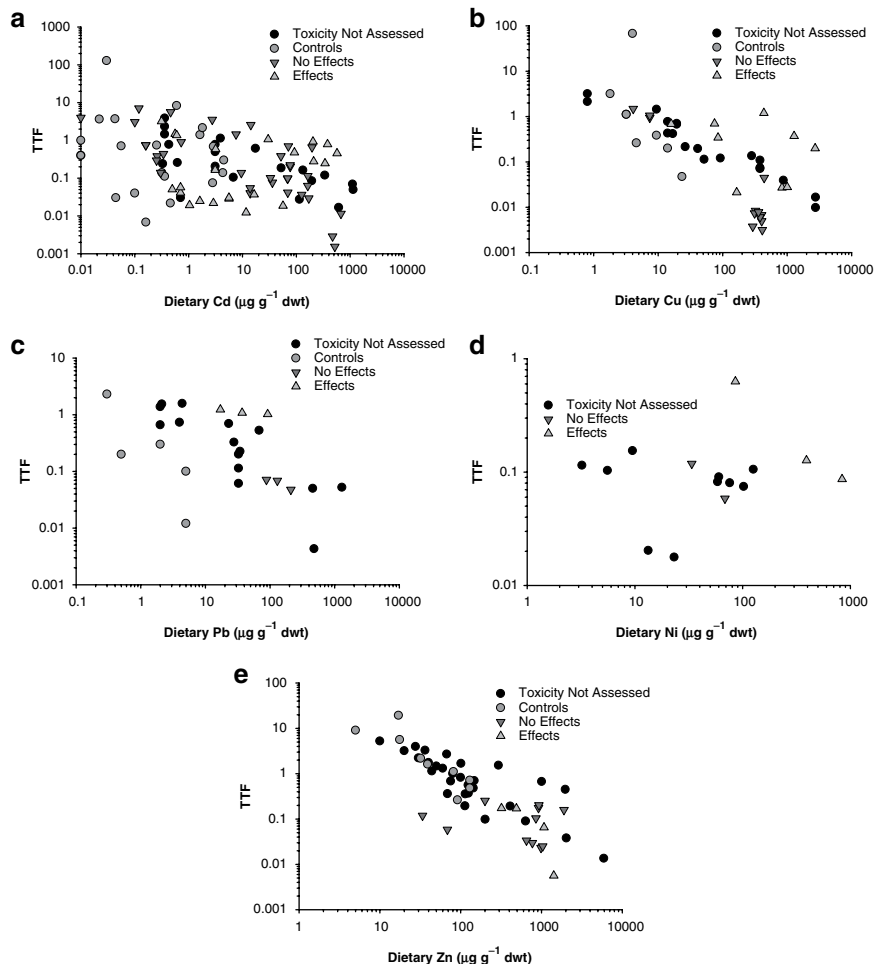 a
1000
100
10
1
0.1
0.01
0.001
TTF
Toxicity Not Assessed
Controls
No Effects
Effects
0.01 0.1 1 10 100 1000 10000
Dietary Cd (μg g⁻¹ dwt)
b
100
10
1
0.1
0.01
0.001
TTF
Toxicity Not Assessed
Controls
No Effects
Effects
0.1 1 10 100 1000 10000
Dietary Cu (μg g⁻¹ dwt)
c
10
1
0.1
0.01
0.001
TTF
Toxicity Not Assessed
Controls
No Effects
Effects
0.1 1 10 100 1000 10000
Dietary Pb (μg g⁻¹ dwt)
d
1
0.1
0.01
TTF
Toxicity Not Assessed
No Effects
Effects
1 10 100 1000
Dietary Ni (μg g⁻¹ dwt)
e
100
10
1
0.1
0.01
0.001
TTF
Toxicity Not Assessed
Controls
No Effects
Effects
1 10 100 1000 10000
Dietary Zn (μg g⁻¹ dwt)